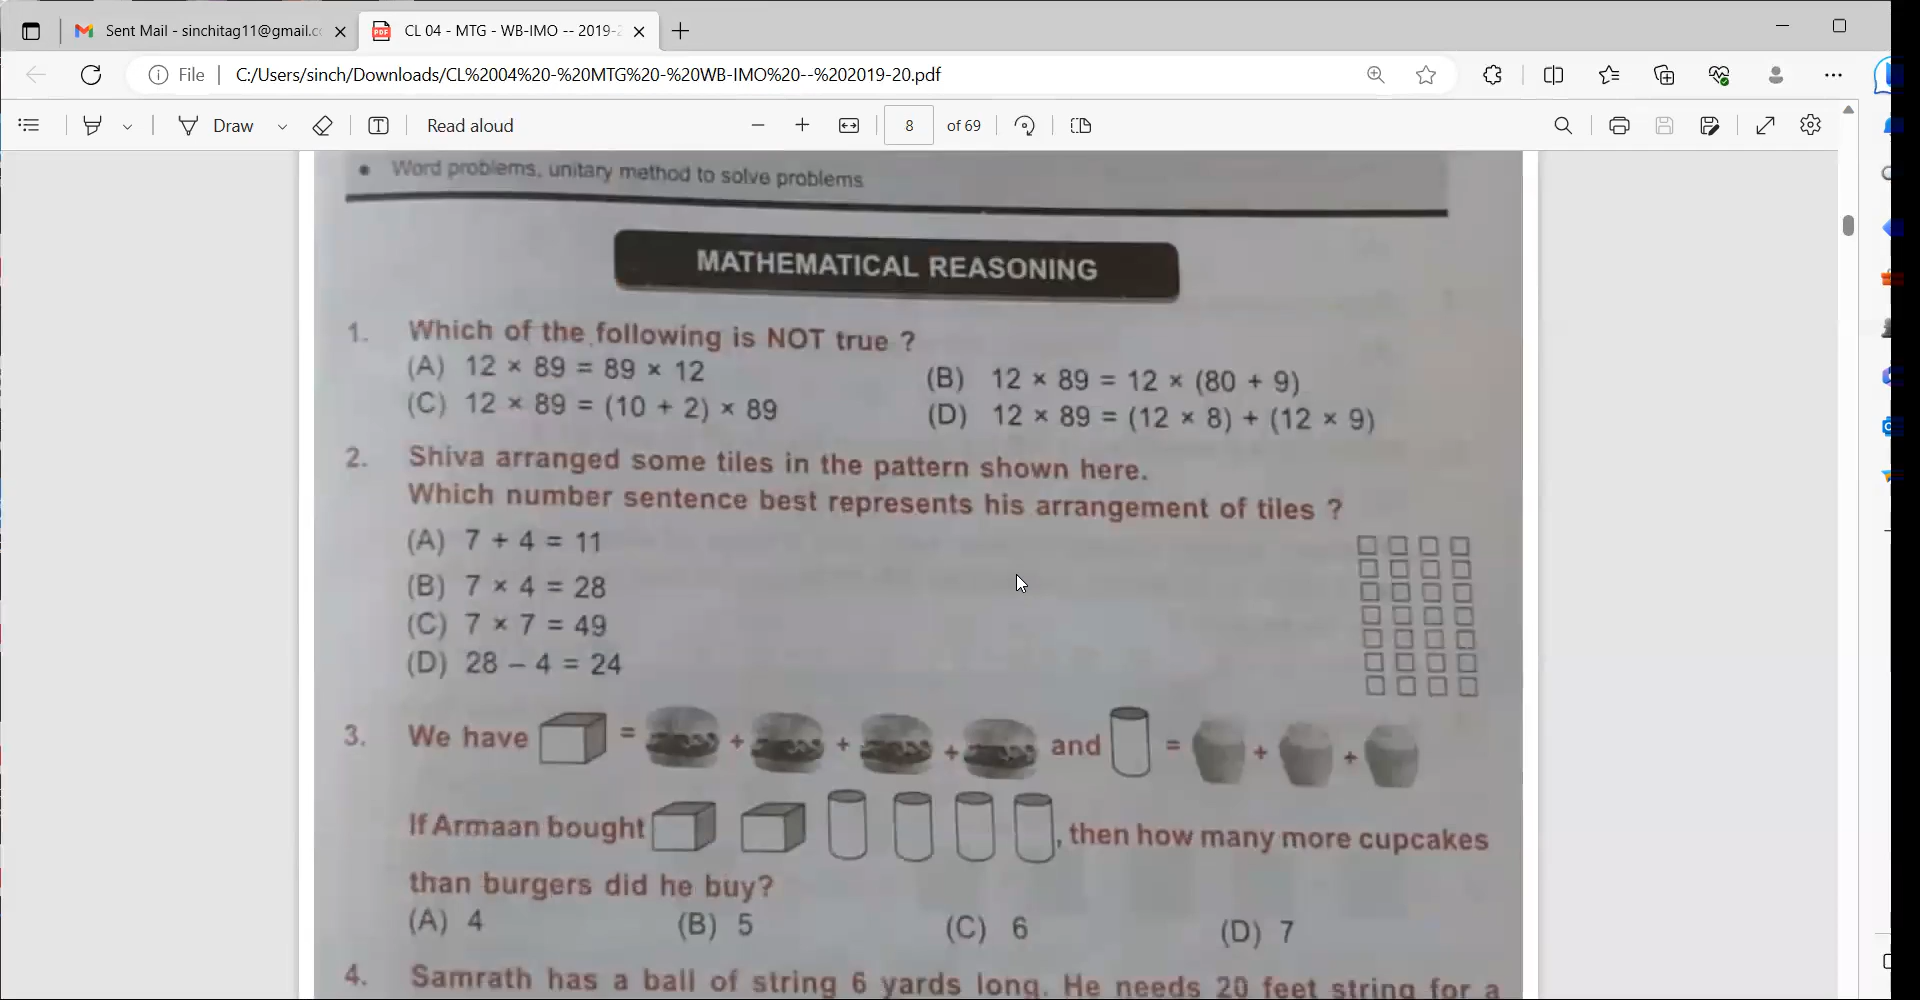 Sent Mail - sinchitag11@gmail.c
CL 04 - MTG - WB-IMO -- 2019-2
File
C:/Users/sinch/Downloads/CL%2004%20-%20MTG%20-%20WB-IMO%20--%202019-20.pdf
Draw
Read aloud
8
of 69
• Word problems, unitary method to solve problems
MATHEMATICAL REASONING
1. Which of the following is NOT true ?
(A) 12 × 89 = 89 × 12 (B) 12 × 89 = 12 × (80 + 9)
(C) 12 × 89 = (10 + 2) × 89 (D) 12 × 89 = (12 × 8) + (12 × 9)
2. Shiva arranged some tiles in the pattern shown here.
Which number sentence best represents his arrangement of tiles ?
(A) 7 + 4 = 11
(B) 7 × 4 = 28
(C) 7 × 7 = 49
(D) 28 – 4 = 24
3. We have = + + + and = + +
If Armaan bought , then how many more cupcakes
than burgers did he buy?
(A) 4 (B) 5 (C) 6 (D) 7
4. Samrath has a ball of string 6 yards long. He needs 20 feet string for a